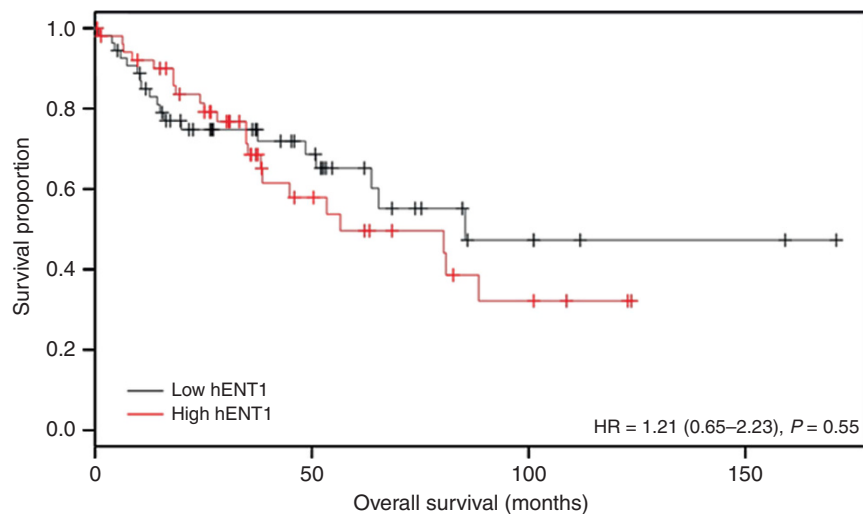 1.0
0.8
0.6
0.4
0.2
0.0
Survival proportion
Low hENT1
High hENT1
HR = 1.21 (0.65–2.23), P = 0.55
0 50 100 150
Overall survival (months)